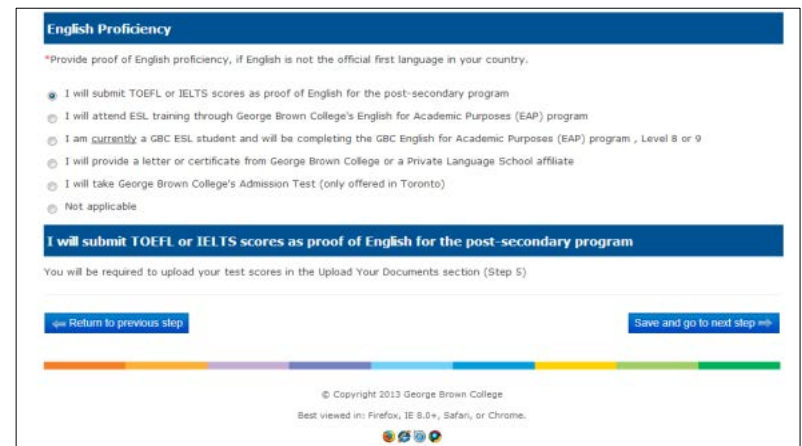 English Proficiency
*Provide proof of English proficiency, if English is not the official first language in your country.
I will submit TOEFL or IELTS scores as proof of English for the post-secondary program
I will attend ESL training through George Brown College's English for Academic Purposes (EAP) program
I am currently a GBC ESL student and will be completing the GBC English for Academic Purposes (EAP) program , Level 8 or 9
I will provide a letter or certificate from George Brown College or a Private Language School affiliate
I will take George Brown College's Admission Test (only offered in Toronto)
Not applicable
I will submit TOEFL or IELTS scores as proof of English for the post-secondary program
You will be required to upload your test scores in the Upload Your Documents section (Step 5)
Return to previous step
Save and go to next step
© Copyright 2013 George Brown College
Best viewed in: Firefox, IE 8.0+, Safari, or Chrome.